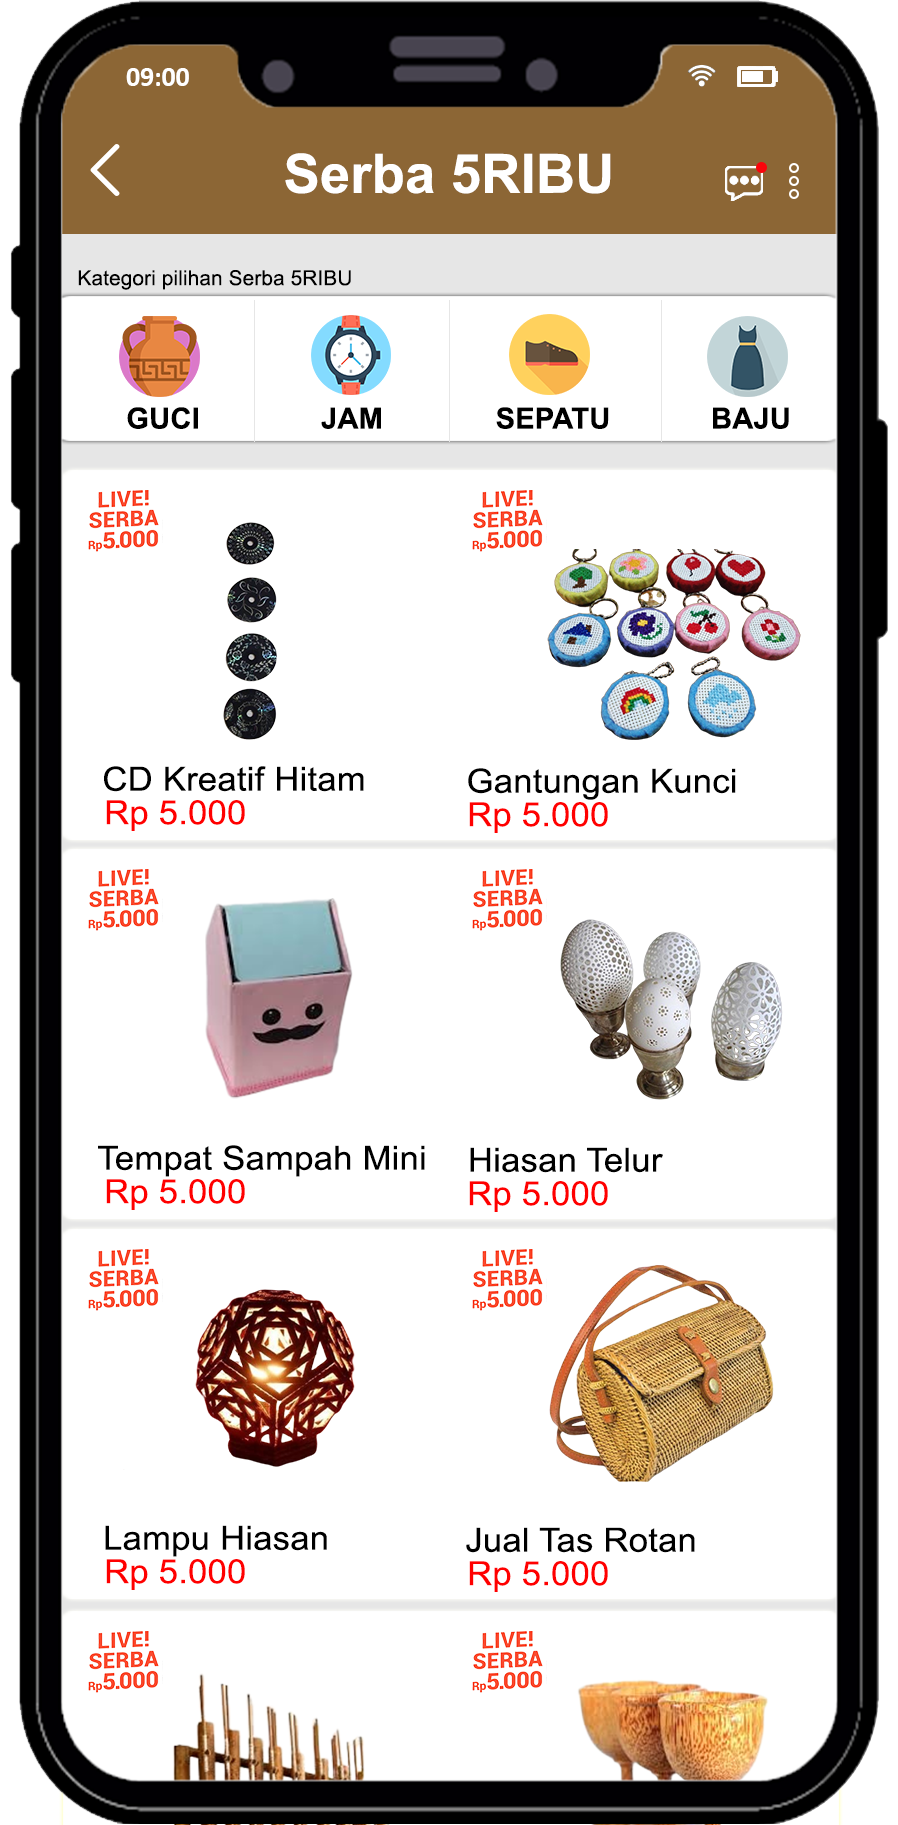 09:00
Serba 5RIBU
Kategori pilihan Serba 5RIBU
GUCI
JAM
SEPATU
BAJU
LIVE!
SERBA
Rp5.000
CD Kreatif Hitam
Rp 5.000
LIVE!
SERBA
Rp5.000
Gantungan Kunci
Rp 5.000
LIVE!
SERBA
Rp5.000
Tempat Sampah Mini
Rp 5.000
LIVE!
SERBA
Rp5.000
Hiasan Telur
Rp 5.000
LIVE!
SERBA
Rp5.000
Lampu Hiasan
Rp 5.000
LIVE!
SERBA
Rp5.000
Jual Tas Rotan
Rp 5.000
LIVE!
SERBA
Rp5.000
LIVE!
SERBA
Rp5.000